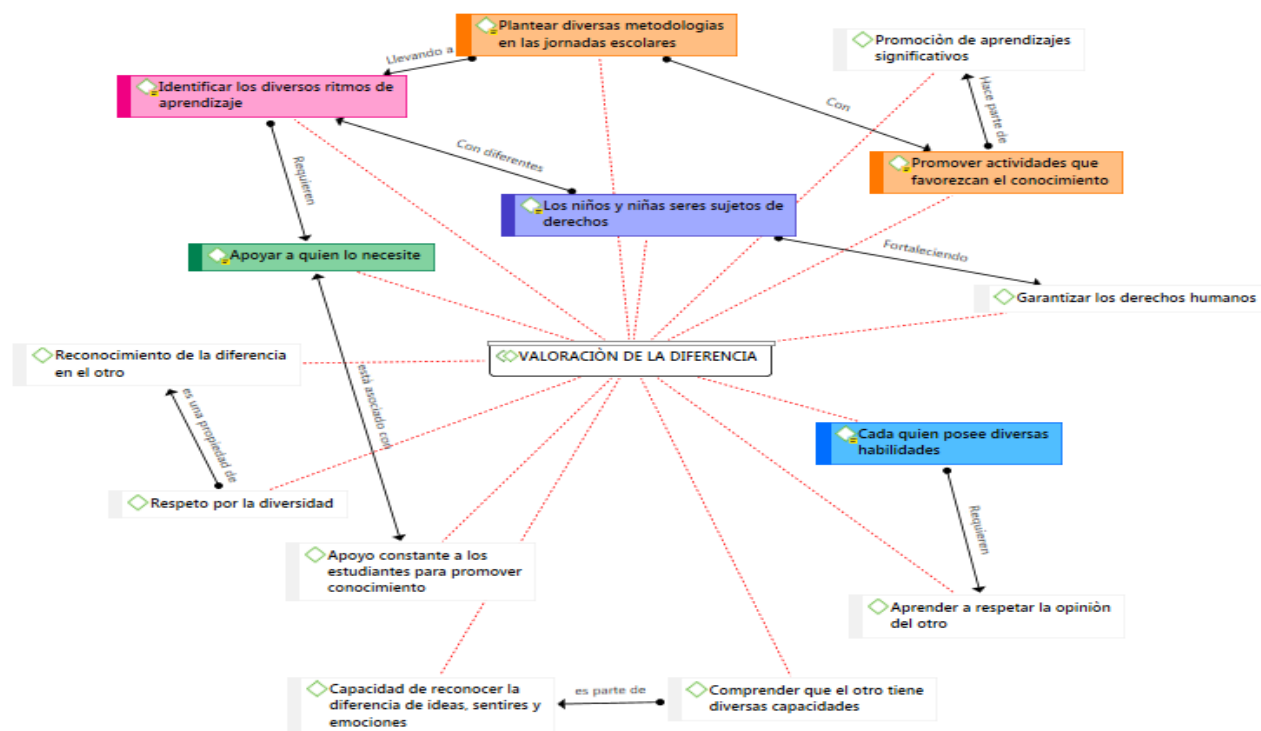 Plantear diversas metodologìas
en las jornadas escolares
Promociòn de aprendizajes
significativos
Llevando a
Identificar los diversos ritmos de
aprendizaje
Con
Hace parte de
Con diferentes
Requieren
Promover actividades que
favorezcan el conocimiento
Los niños y niñas seres sujetos de
derechos
Apoyar a quien lo necesite
Fortaleciendo
Garantizar los derechos humanos
VALORACIÒN DE LA DIFERENCIA
Reconocimiento de la diferencia
en el otro
es una propiedad de
está asociado con
Cada quien posee diversas
habilidades
Respeto por la diversidad
Requieren
Apoyo constante a los
estudiantes para promover
conocimiento
Aprender a respetar la opiniòn
del otro
Capacidad de reconocer la
diferencia de ideas, sentires y
emociones
es parte de
Comprender que el otro tiene
diversas capacidades